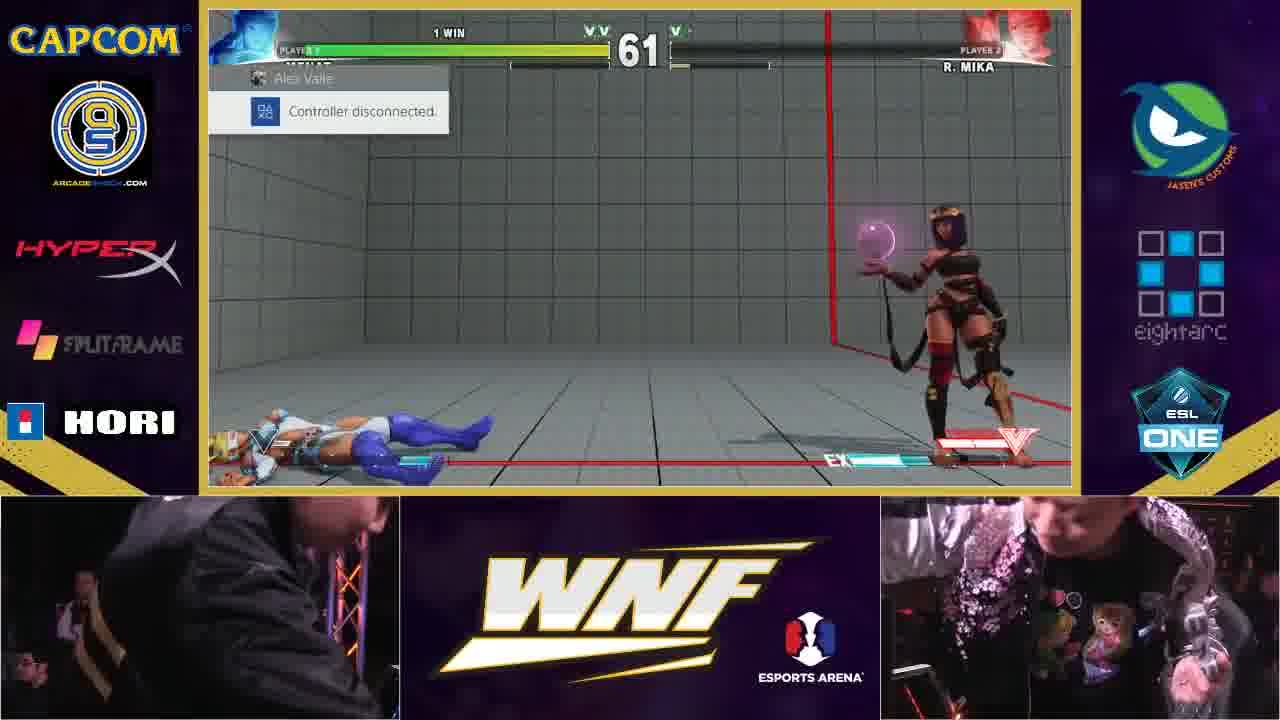 CAPCOM
ARCADESHOCK.COM
HYPERX
SPLITFRAME
HORI
1 WIN
V V
61
V
PLAYER 1
MENAT
PLAYER 2
R. MIKA
Alex Valle
Controller disconnected.
EX
JASEN'S CUSTOMS
eightarc
ESL
ONE
WNF
ESPORTS ARENA